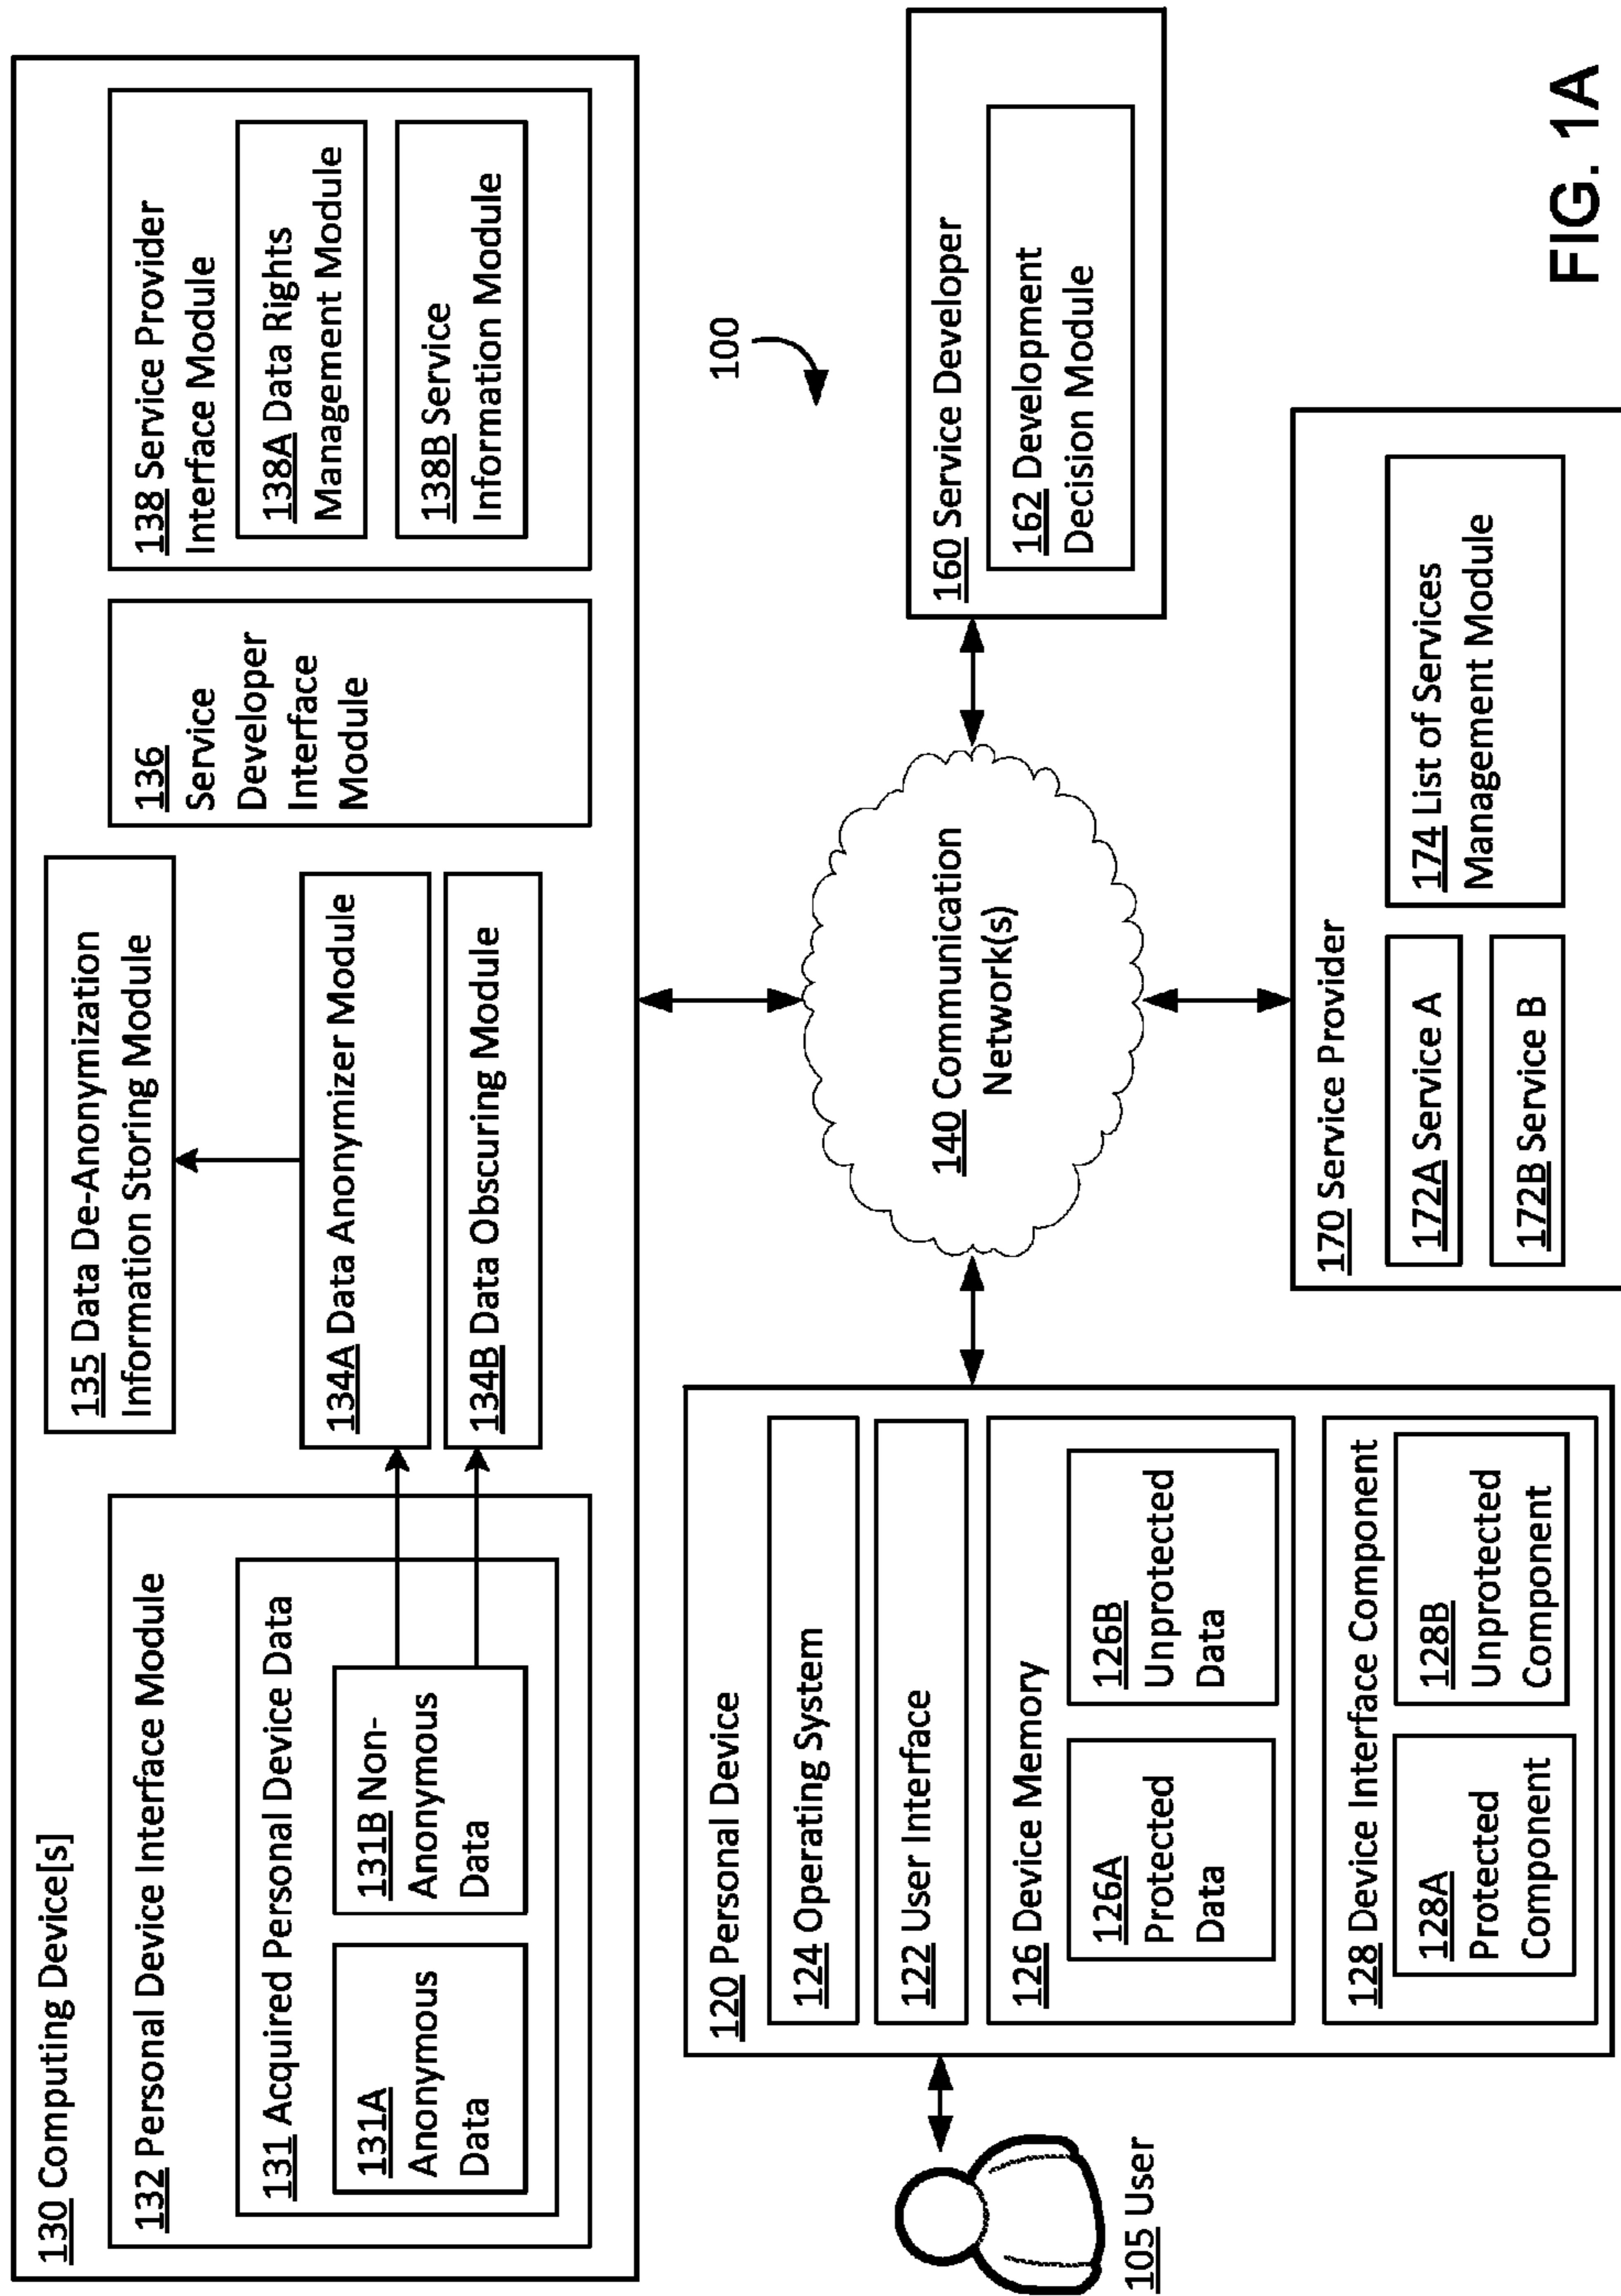 130 Computing Device[s]
132 Personal Device Interface Module
131 Acquired Personal Device Data
131A
Anonymous
Data
131B Non-
Anonymous
Data
135 Data De-Anonymization
Information Storing Module
134A Data Anonymizer Module
134B Data Obscuring Module
136
Service
Developer
Interface
Module
138 Service Provider
Interface Module
138A Data Rights
Management Module
138B Service
Information Module
105 User
120 Personal Device
124 Operating System
122 User Interface
126 Device Memory
126A
Protected
Data
126B
Unprotected
Data
128 Device Interface Component
128A
Protected
Component
128B
Unprotected
Component
140 Communication
Network(s)
100
160 Service Developer
162 Development
Decision Module
170 Service Provider
172A Service A
172B Service B
174 List of Services
Management Module
FIG. 1A